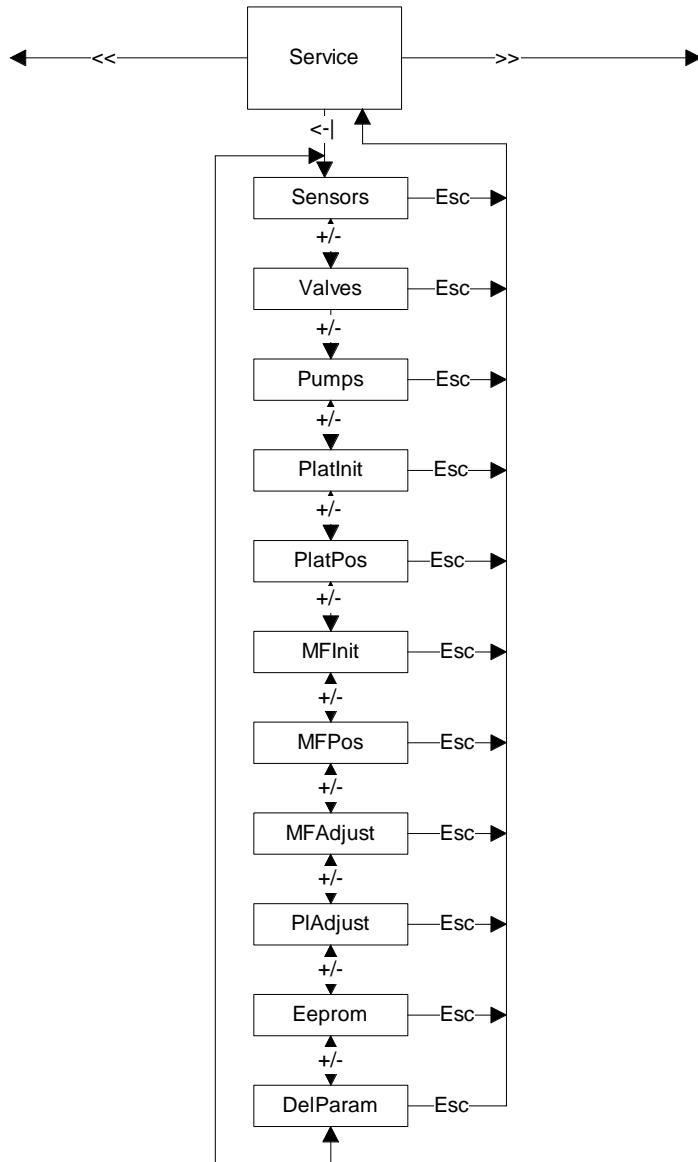 << Service >>
<-|
Sensors Esc
+/-
Valves Esc
+/-
Pumps Esc
+/-
PlatInit Esc
+/-
PlatPos Esc
+/-
MFInit Esc
+/-
MFPos Esc
+/-
MFAdjust Esc
+/-
PlAdjust Esc
+/-
Eeprom Esc
+/-
DelParam Esc